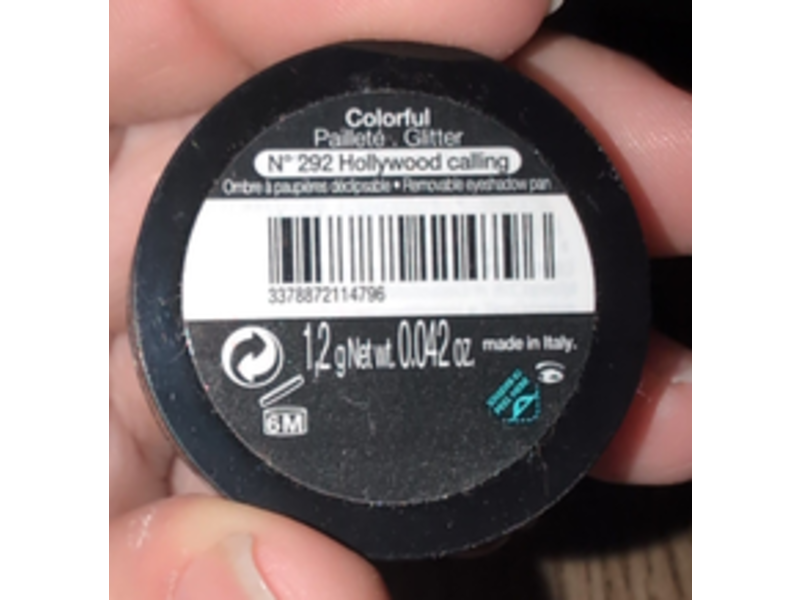 Colorful
Pailleté . Glitter
N° 292 Hollywood calling
Ombre à paupières déclipsable • Removable eyeshadow pan
3378872114796
1,2 g Net wt. 0.042 oz.
made in Italy.
6M